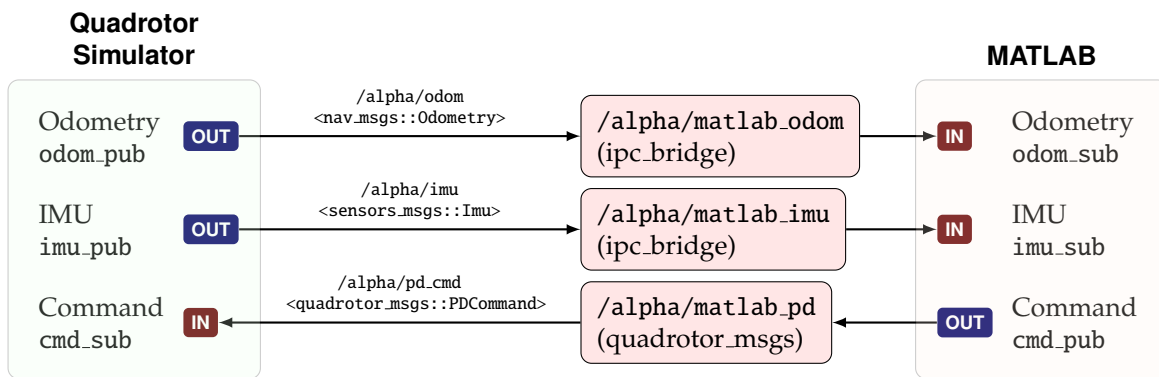 Quadrotor
Simulator
MATLAB
Odometry
odom_pub
OUT
/alpha/odom
<nav_msgs::Odometry>
/alpha/matlab_odom
(ipc_bridge)
IN
Odometry
odom_sub
IMU
imu_pub
OUT
/alpha/imu
<sensors_msgs::Imu>
/alpha/matlab_imu
(ipc_bridge)
IN
IMU
imu_sub
Command
cmd_sub
IN
/alpha/pd_cmd
<quadrotor_msgs::PDCommand>
/alpha/matlab_pd
(quadrotor_msgs)
OUT
Command
cmd_pub